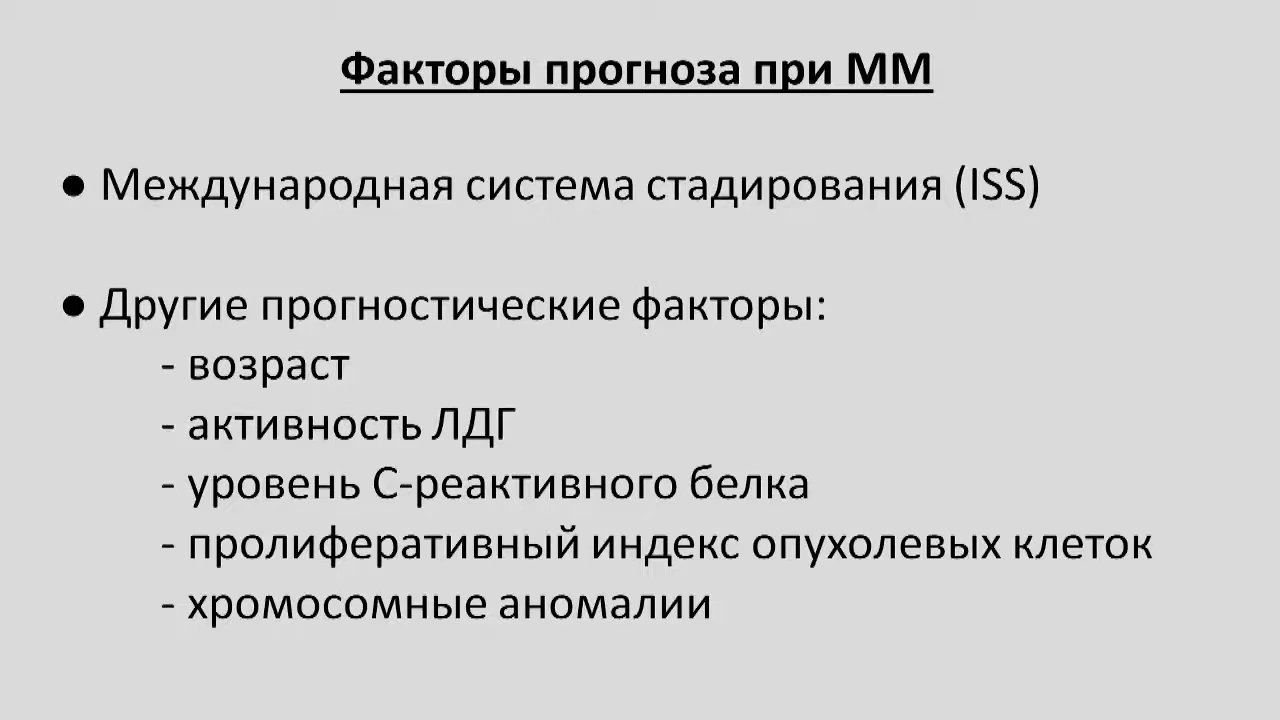 Факторы прогноза при ММ
● Международная система стадирования (ISS)
● Другие прогностические факторы:
- возраст
- активность ЛДГ
- уровень С-реактивного белка
- пролиферативный индекс опухолевых клеток
- хромосомные аномалии